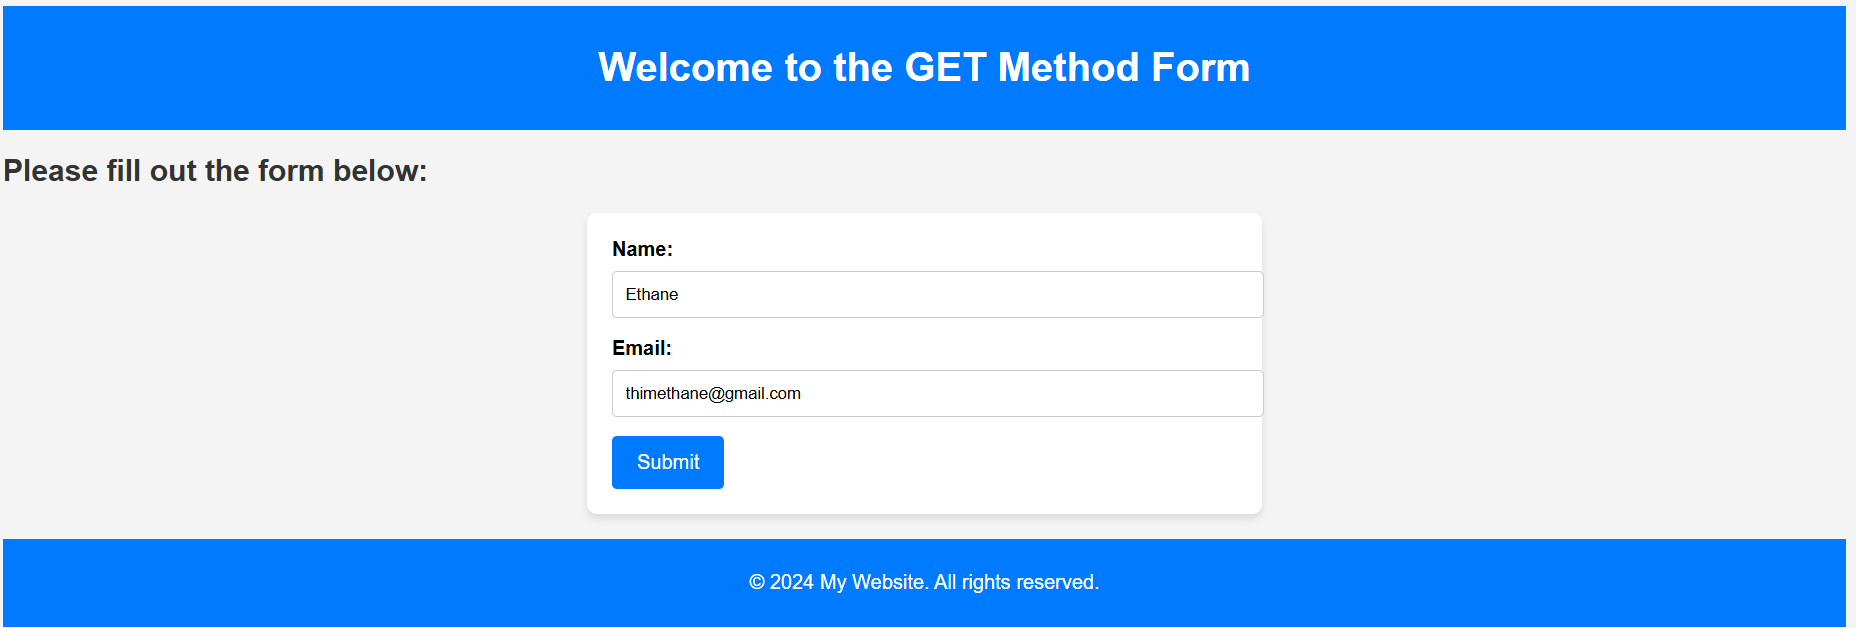 Welcome to the GET Method Form
Please fill out the form below:
Name:
Ethane
Email:
thimethane@gmail.com
Submit
© 2024 My Website. All rights reserved.